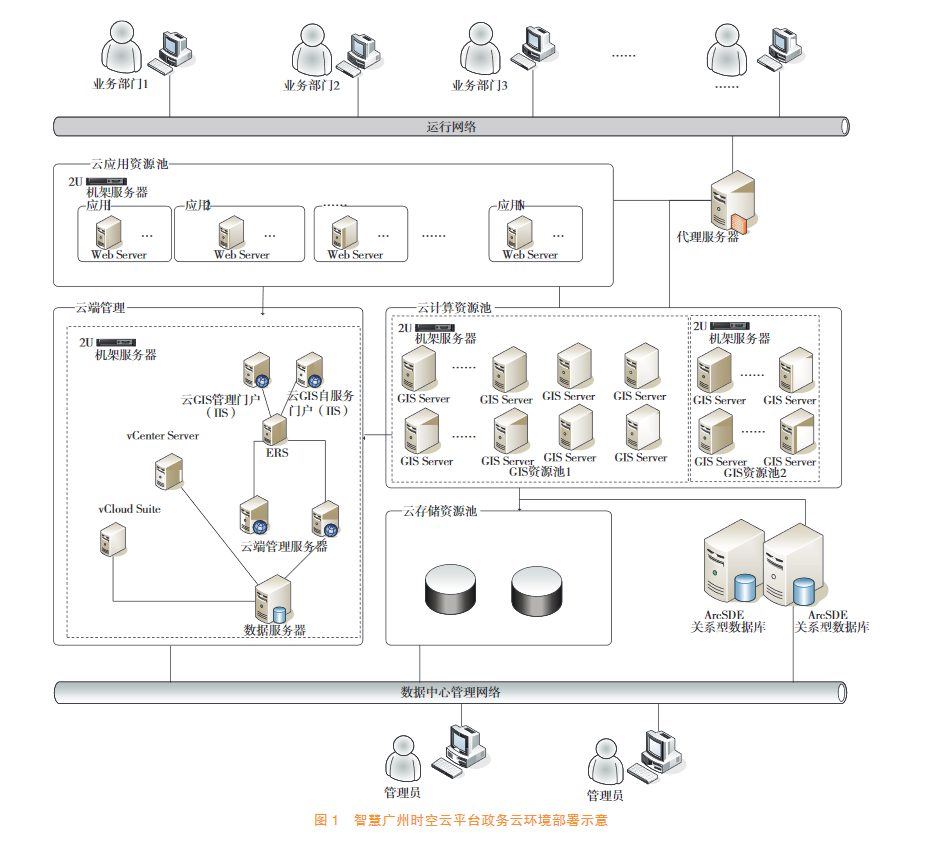 业务部门1
业务部门2
业务部门3
······
······
运行网络
云应用资源池
2U
机架服务器
应用1
应用2
······
应用N
Web Server
···
Web Server
···
Web Server
···
······
Web Server
···
代理服务器
云端管理
2U
机架服务器
云GIS管理门户
（IIS）
云GIS自服务
门户（IIS）
ERS
vCenter Server
vCloud Suite
云端管理服务器
数据服务器
云计算资源池
2U
机架服务器
······
GIS Server
GIS Server
GIS Server
GIS Server
······
GIS Server
GIS Server
GIS Server
GIS Server
GIS资源池1
2U
机架服务器
······
GIS Server
GIS Server
······
GIS Server
GIS Server
GIS资源池2
云存储资源池
ArcSDE
关系型数据库
ArcSDE
关系型数据库
数据中心管理网络
管理员
管理员
图 1 智慧广州时空云平台政务云环境部署示意